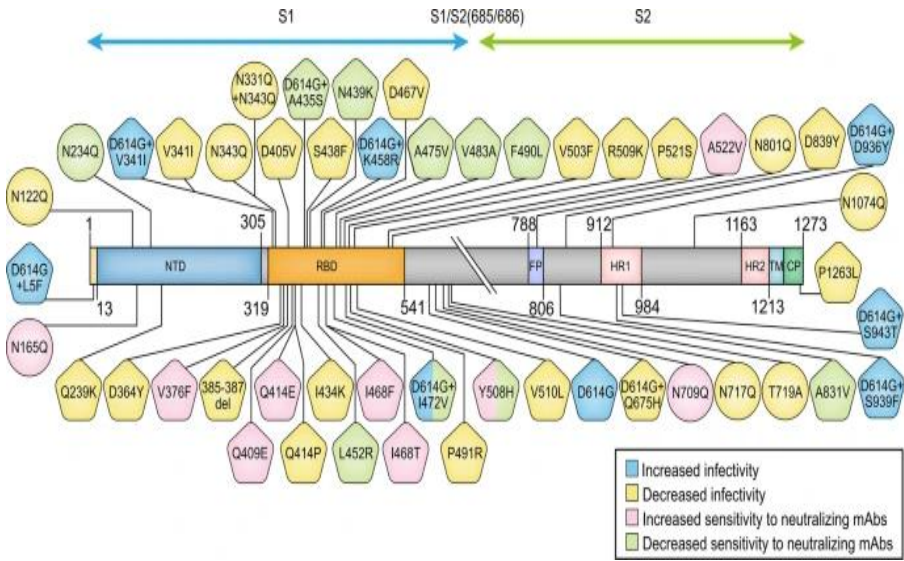 S1
S1/S2(685/686)
S2
N331Q
+N343Q
D614G+
A435S
N439K
D467V
N234Q
D614G+
V341I
V341I
N343Q
D405V
S438F
D614G+
K458R
A475V
V483A
F490L
V503F
R509K
P521S
A522V
N801Q
D839Y
D614G+
D936Y
N122Q
N1074Q
1
305
788
912
1163
1273
D614G
+L5F
NTD
RBD
FP
HR1
HR2
TM
CP
P1263L
13
319
541
806
984
1213
D614G+
S943T
N165Q
Q239K
D364Y
V376F
385-387
del
Q414E
I434K
I468F
D614G+
I472V
Y508H
V510L
D614G
D614G+
Q675H
N709Q
N717Q
T719A
A831V
D614G+
S939F
Q409E
Q414P
L452R
I468T
P491R
Increased infectivity
Decreased infectivity
Increased sensitivity to neutralizing mAbs
Decreased sensitivity to neutralizing mAbs